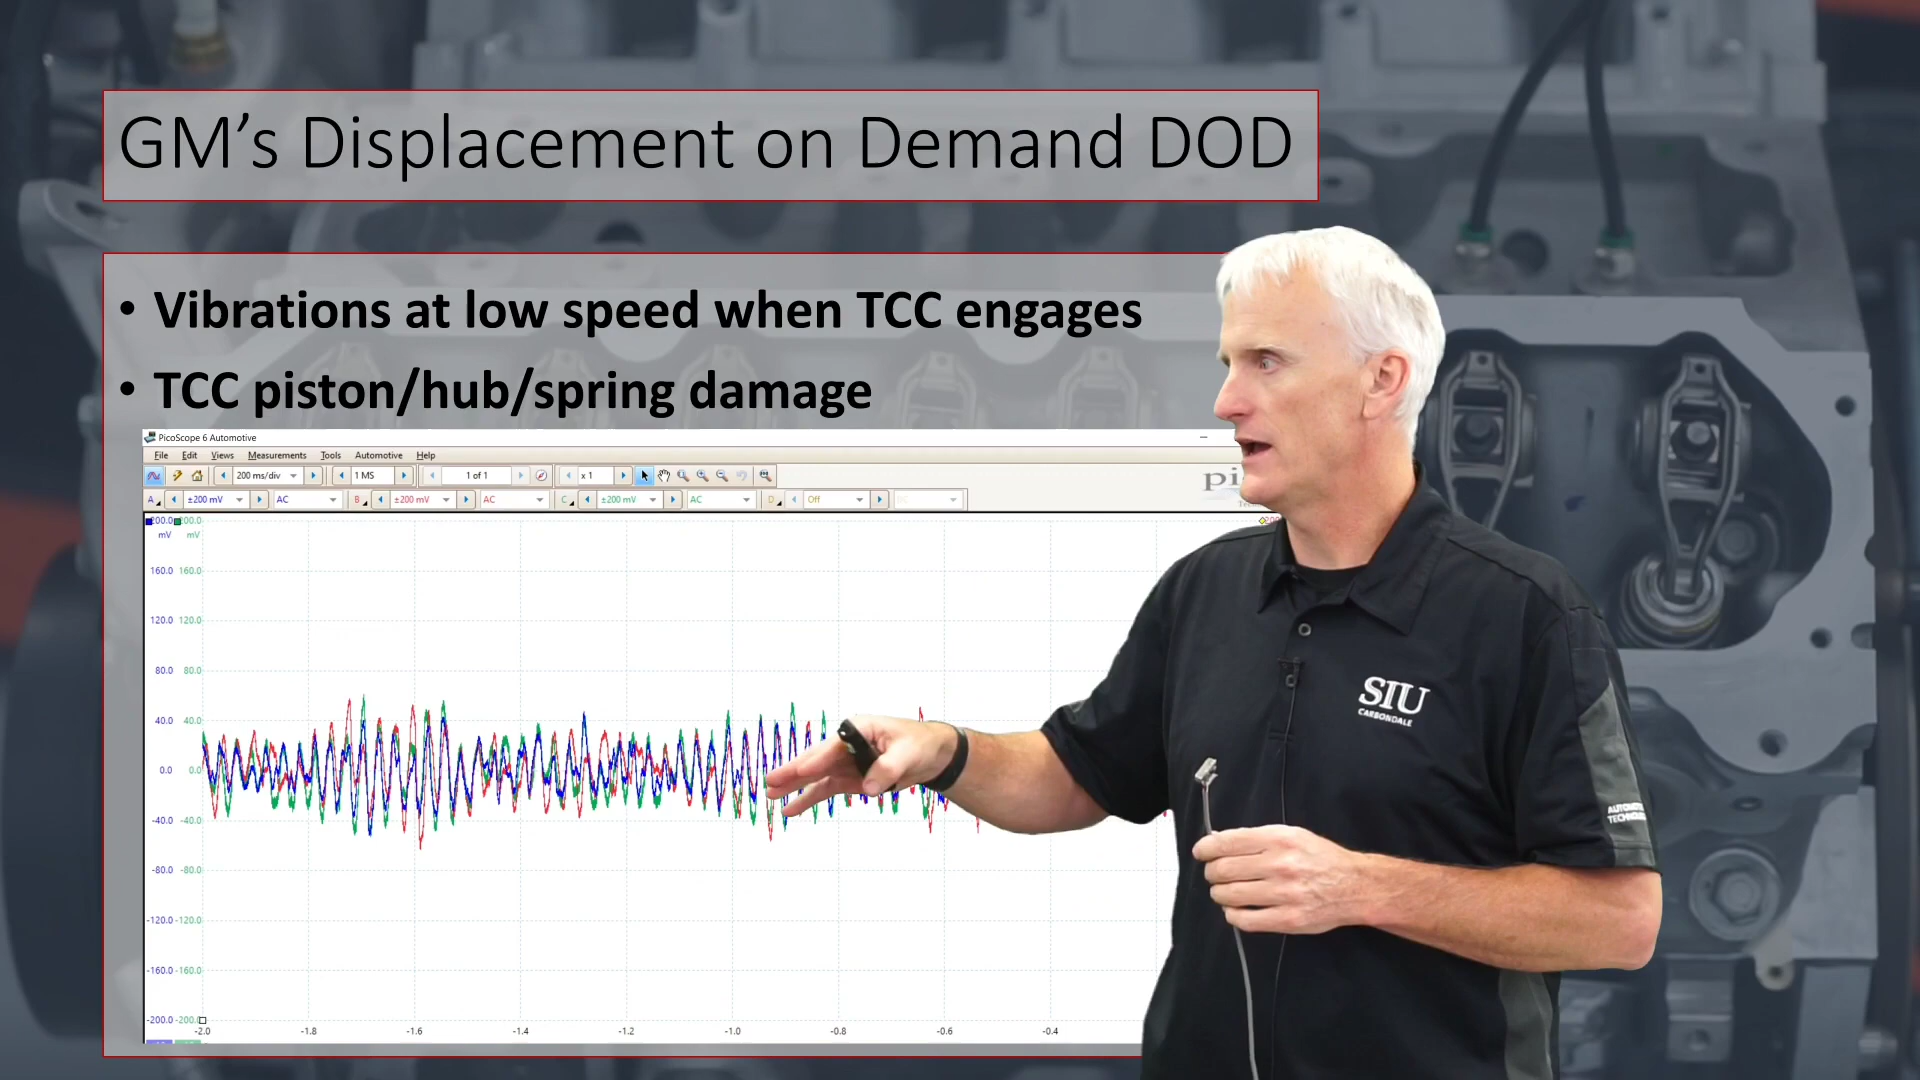 GM's Displacement on Demand DOD
• Vibrations at low speed when TCC engages
• TCC piston/hub/spring damage
PicoScope 6 Automotive
File Edit Views Measurements Tools Automotive Help
200 ms/div 1 MS 1 of 1 x 1
A ±200 mV AC B ±200 mV AC C ±200 mV AC D Off
200.0 200.0
mV mV
160.0 160.0
120.0 120.0
80.0 80.0
40.0 40.0
0.0 0.0
-40.0 -40.0
-80.0 -80.0
-120.0 -120.0
-160.0 -160.0
-200.0 -200.0
-2.0 -1.8 -1.6 -1.4 -1.2 -1.0 -0.8 -0.6 -0.4
SIU
CARBONDALE